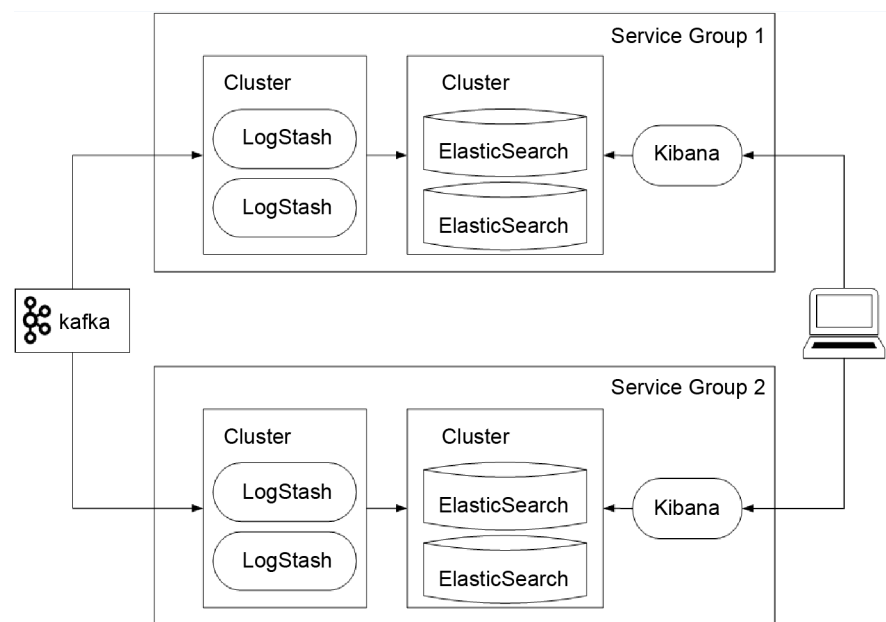 Service Group 1
Cluster
Cluster
LogStash
ElasticSearch
Kibana
LogStash
ElasticSearch
kafka
Service Group 2
Cluster
Cluster
LogStash
ElasticSearch
Kibana
LogStash
ElasticSearch